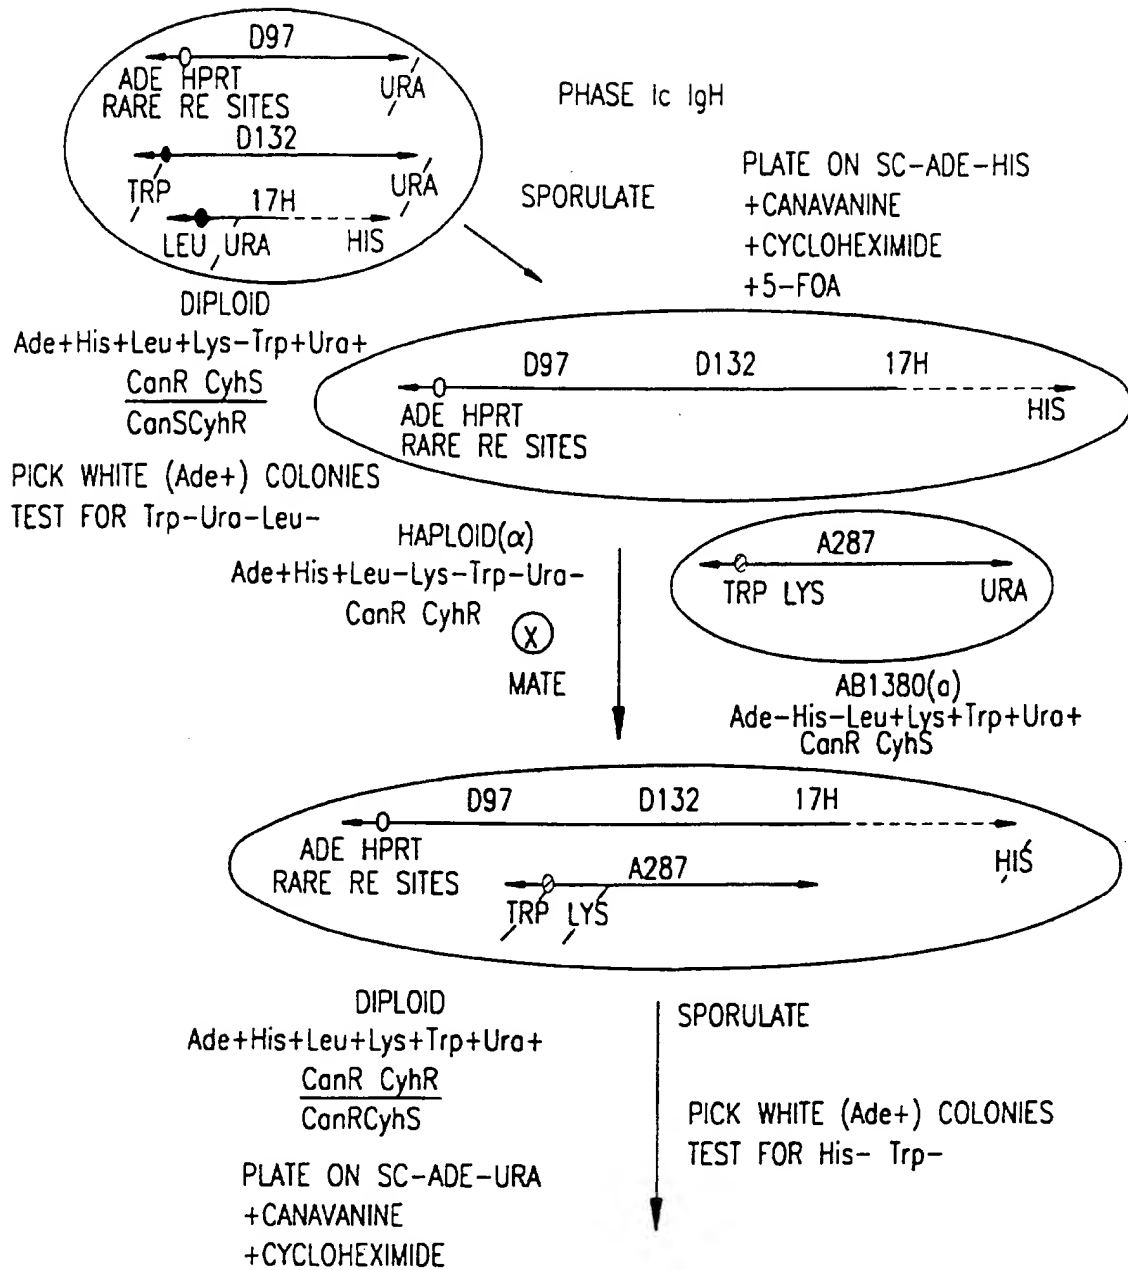 D97
ADE HPRT
RARE RE SITES
URA
D132
TRP
URA
17H
LEU URA
HIS
DIPLOID
Ade+His+Leu+Lys-Trp+Ura+
CanR CyhS
CanSCyhR
PICK WHITE (Ade+) COLONIES
TEST FOR Trp-Ura-Leu-
PHASE Ic IgH
SPORULATE
PLATE ON SC-ADE-HIS
+CANAVANINE
+CYCLOHEXIMIDE
+5-FOA
D97
D132
17H
ADE HPRT
RARE RE SITES
HIS
HAPLOID(α)
Ade+His+Leu-Lys-Trp-Ura-
CanR CyhR
X
MATE
A287
TRP LYS
URA
AB1380(a)
Ade-His-Leu+Lys+Trp+Ura+
CanR CyhS
D97
D132
17H
ADE HPRT
RARE RE SITES
HIS
A287
TRP LYS
DIPLOID
Ade+His+Leu+Lys+Trp+Ura+
CanR CyhR
CanRCyhS
PLATE ON SC-ADE-URA
+CANAVANINE
+CYCLOHEXIMIDE
SPORULATE
PICK WHITE (Ade+) COLONIES
TEST FOR His- Trp-